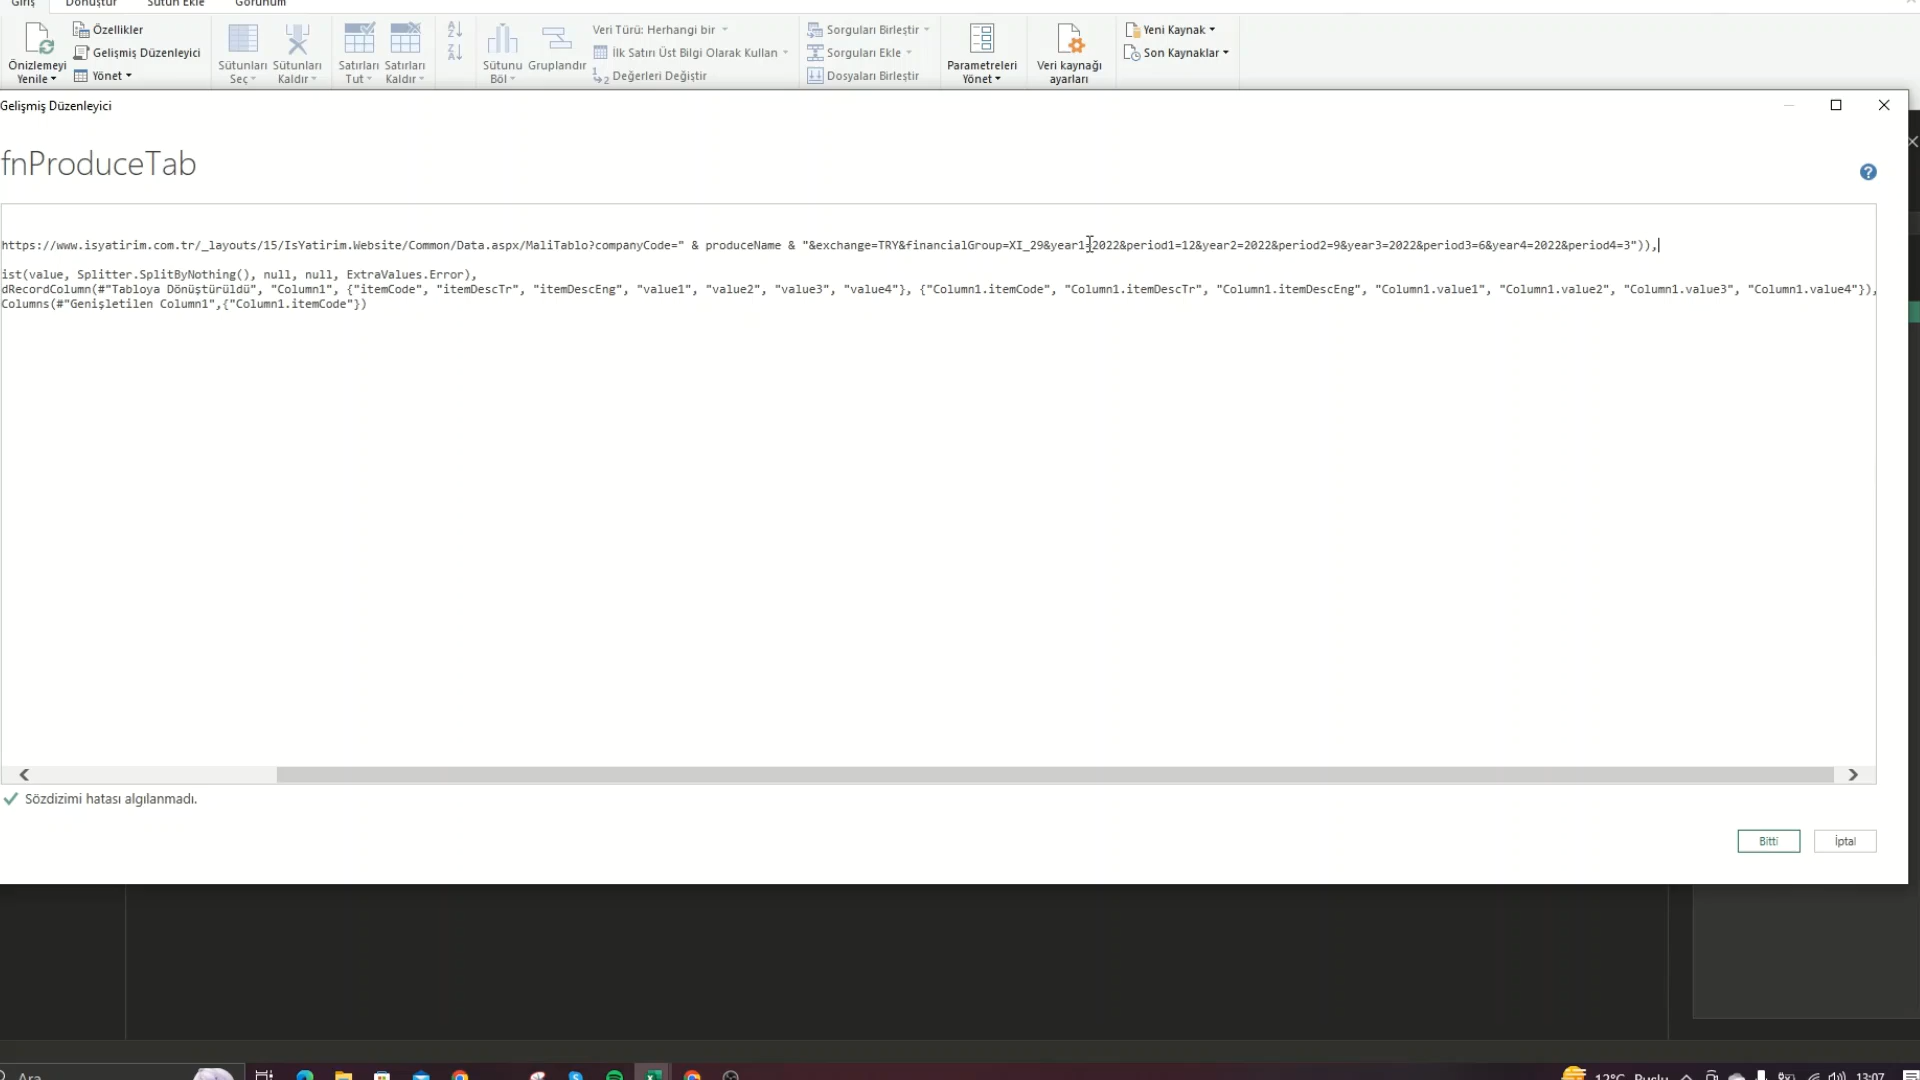 Giriş Dönüştür Sütun Ekle Görünüm
Önizlemeyi Yenile
Özellikler
Gelişmiş Düzenleyici
Yönet
Sütunları Seç
Sütunları Kaldır
Satırları Tut
Satırları Kaldır
Sütunu Böl
Gruplandır
Veri Türü: Herhangi bir
İlk Satırı Üst Bilgi Olarak Kullan
Değerleri Değiştir
Sorguları Birleştir
Sorguları Ekle
Dosyaları Birleştir
Parametreleri Yönet
Veri kaynağı ayarları
Yeni Kaynak
Son Kaynaklar
Gelişmiş Düzenleyici
fnProduceTab
https://www.isyatirim.com.tr/_layouts/15/IsYatirim.Website/Common/Data.aspx/MaliTablo?companyCode=" & produceName & "&exchange=TRY&financialGroup=XI_29&year1=2022&period1=12&year2=2022&period2=9&year3=2022&period3=6&year4=2022&period4=3")),
ist(value, Splitter.SplitByNothing(), null, null, ExtraValues.Error),
dRecordColumn(#"Tabloya Dönüştürüldü", "Column1", {"itemCode", "itemDescTr", "itemDescEng", "value1", "value2", "value3", "value4"}, {"Column1.itemCode", "Column1.itemDescTr", "Column1.itemDescEng", "Column1.value1", "Column1.value2", "Column1.value3", "Column1.value4"}),
Columns(#"Genişletilen Column1",{"Column1.itemCode"})
Sözdizimi hatası algılanmadı.
Bitti
İptal
Ara
12°C Puslu
13:07